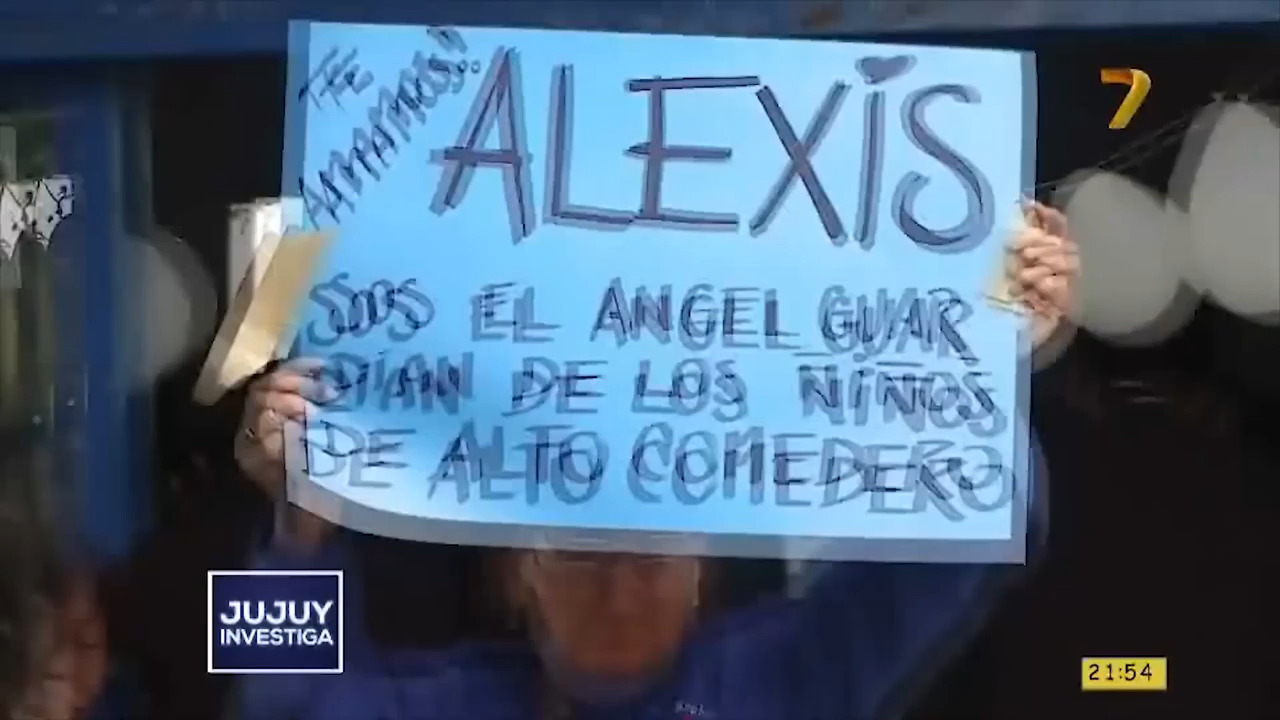 TE
AMAMOS!!
ALEXIS
SOS EL ANGEL GUAR
DIAN DE LOS NIÑOS
DE ALTO COMEDERO
7
JUJUY
INVESTIGA
21:54